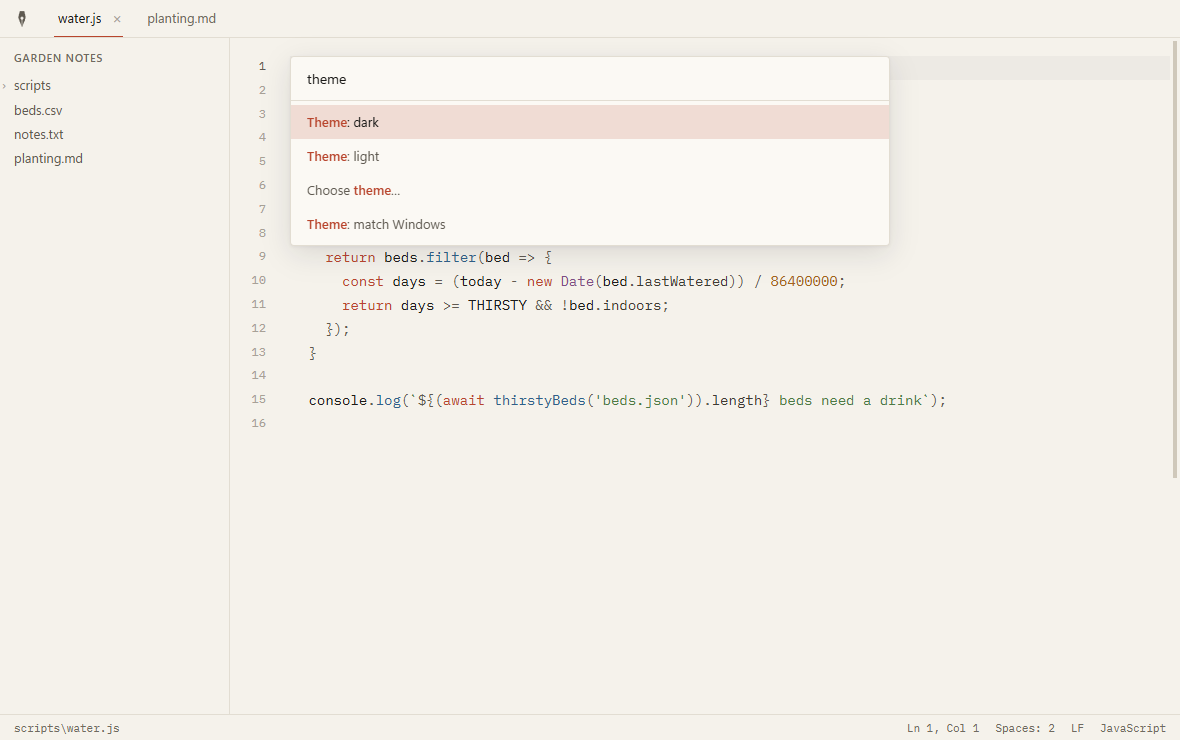 water.js × planting.md
GARDEN NOTES
› scripts
beds.csv
notes.txt
planting.md
theme
Theme: dark
Theme: light
Choose theme...
Theme: match Windows
1
2
3
4
5
6
7
8
9 return beds.filter(bed => {
10 const days = (today - new Date(bed.lastWatered)) / 86400000;
11 return days >= THIRSTY && !bed.indoors;
12 });
13 }
14
15 console.log(`${(await thirstyBeds('beds.json')).length} beds need a drink`);
16
scripts\water.js Ln 1, Col 1 Spaces: 2 LF JavaScript